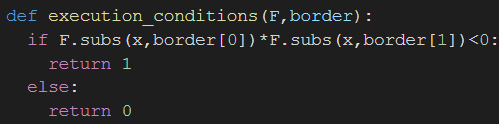 def execution_conditions(F,border):
  if F.subs(x,border[0])*F.subs(x,border[1])<0:
    return 1
  else:
    return 0